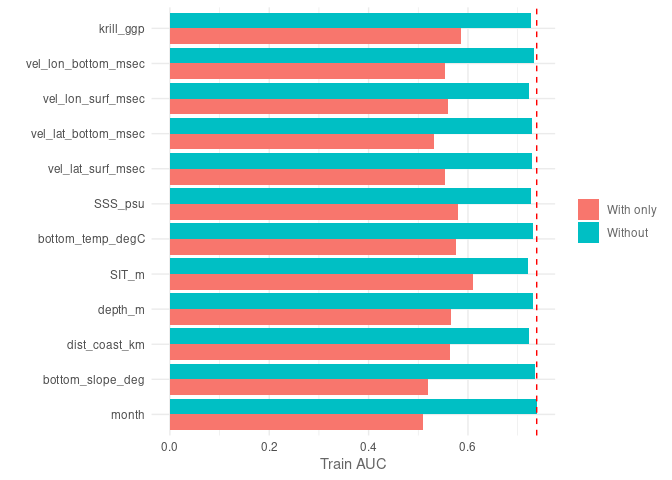 krill_ggp
vel_lon_bottom_msec
vel_lon_surf_msec
vel_lat_bottom_msec
vel_lat_surf_msec
SSS_psu
bottom_temp_degC
SIT_m
depth_m
dist_coast_km
bottom_slope_deg
month
0.0 0.2 0.4 0.6
Train AUC
With only
Without